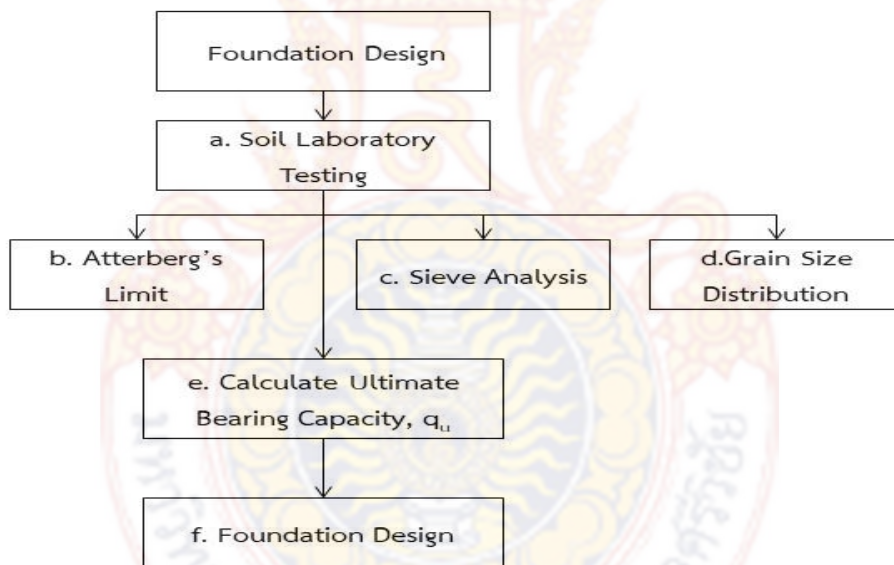 Foundation Design
a. Soil Laboratory
Testing
b. Atterberg’s
Limit
c. Sieve Analysis
d.Grain Size
Distribution
e. Calculate Ultimate
Bearing Capacity, qᵤ
f. Foundation Design